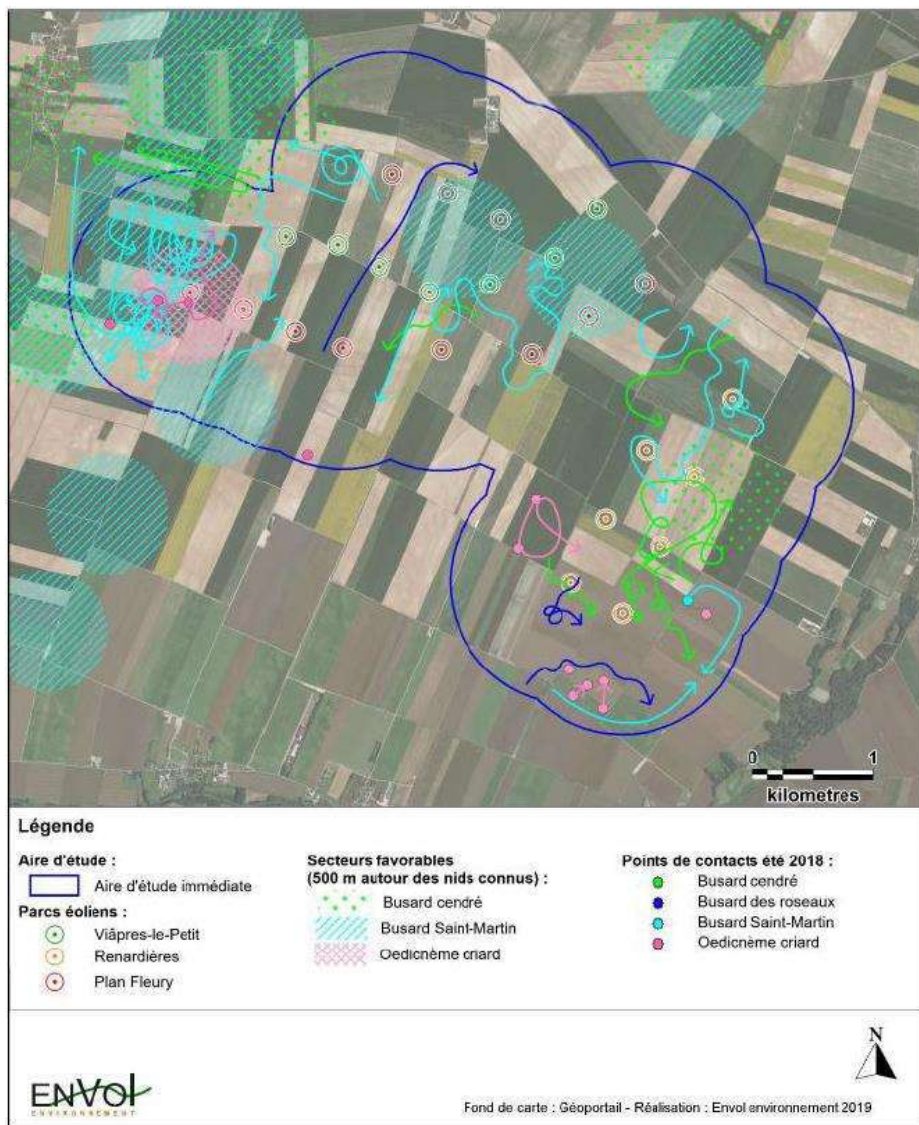 0 1
kilometres
Légende
Aire d'étude :
Aire d'étude immédiate
Parcs éoliens :
Viâpres-le-Petit
Renardières
Plan Fleury
Secteurs favorables
(500 m autour des nids connus) :
Busard cendré
Busard Saint-Martin
Oedicnème criard
Points de contacts été 2018 :
Busard cendré
Busard des roseaux
Busard Saint-Martin
Oedicnème criard
N
ENVOl
ENVIRONNEMENT
Fond de carte : Géoportail - Réalisation : Envol environnement 2019